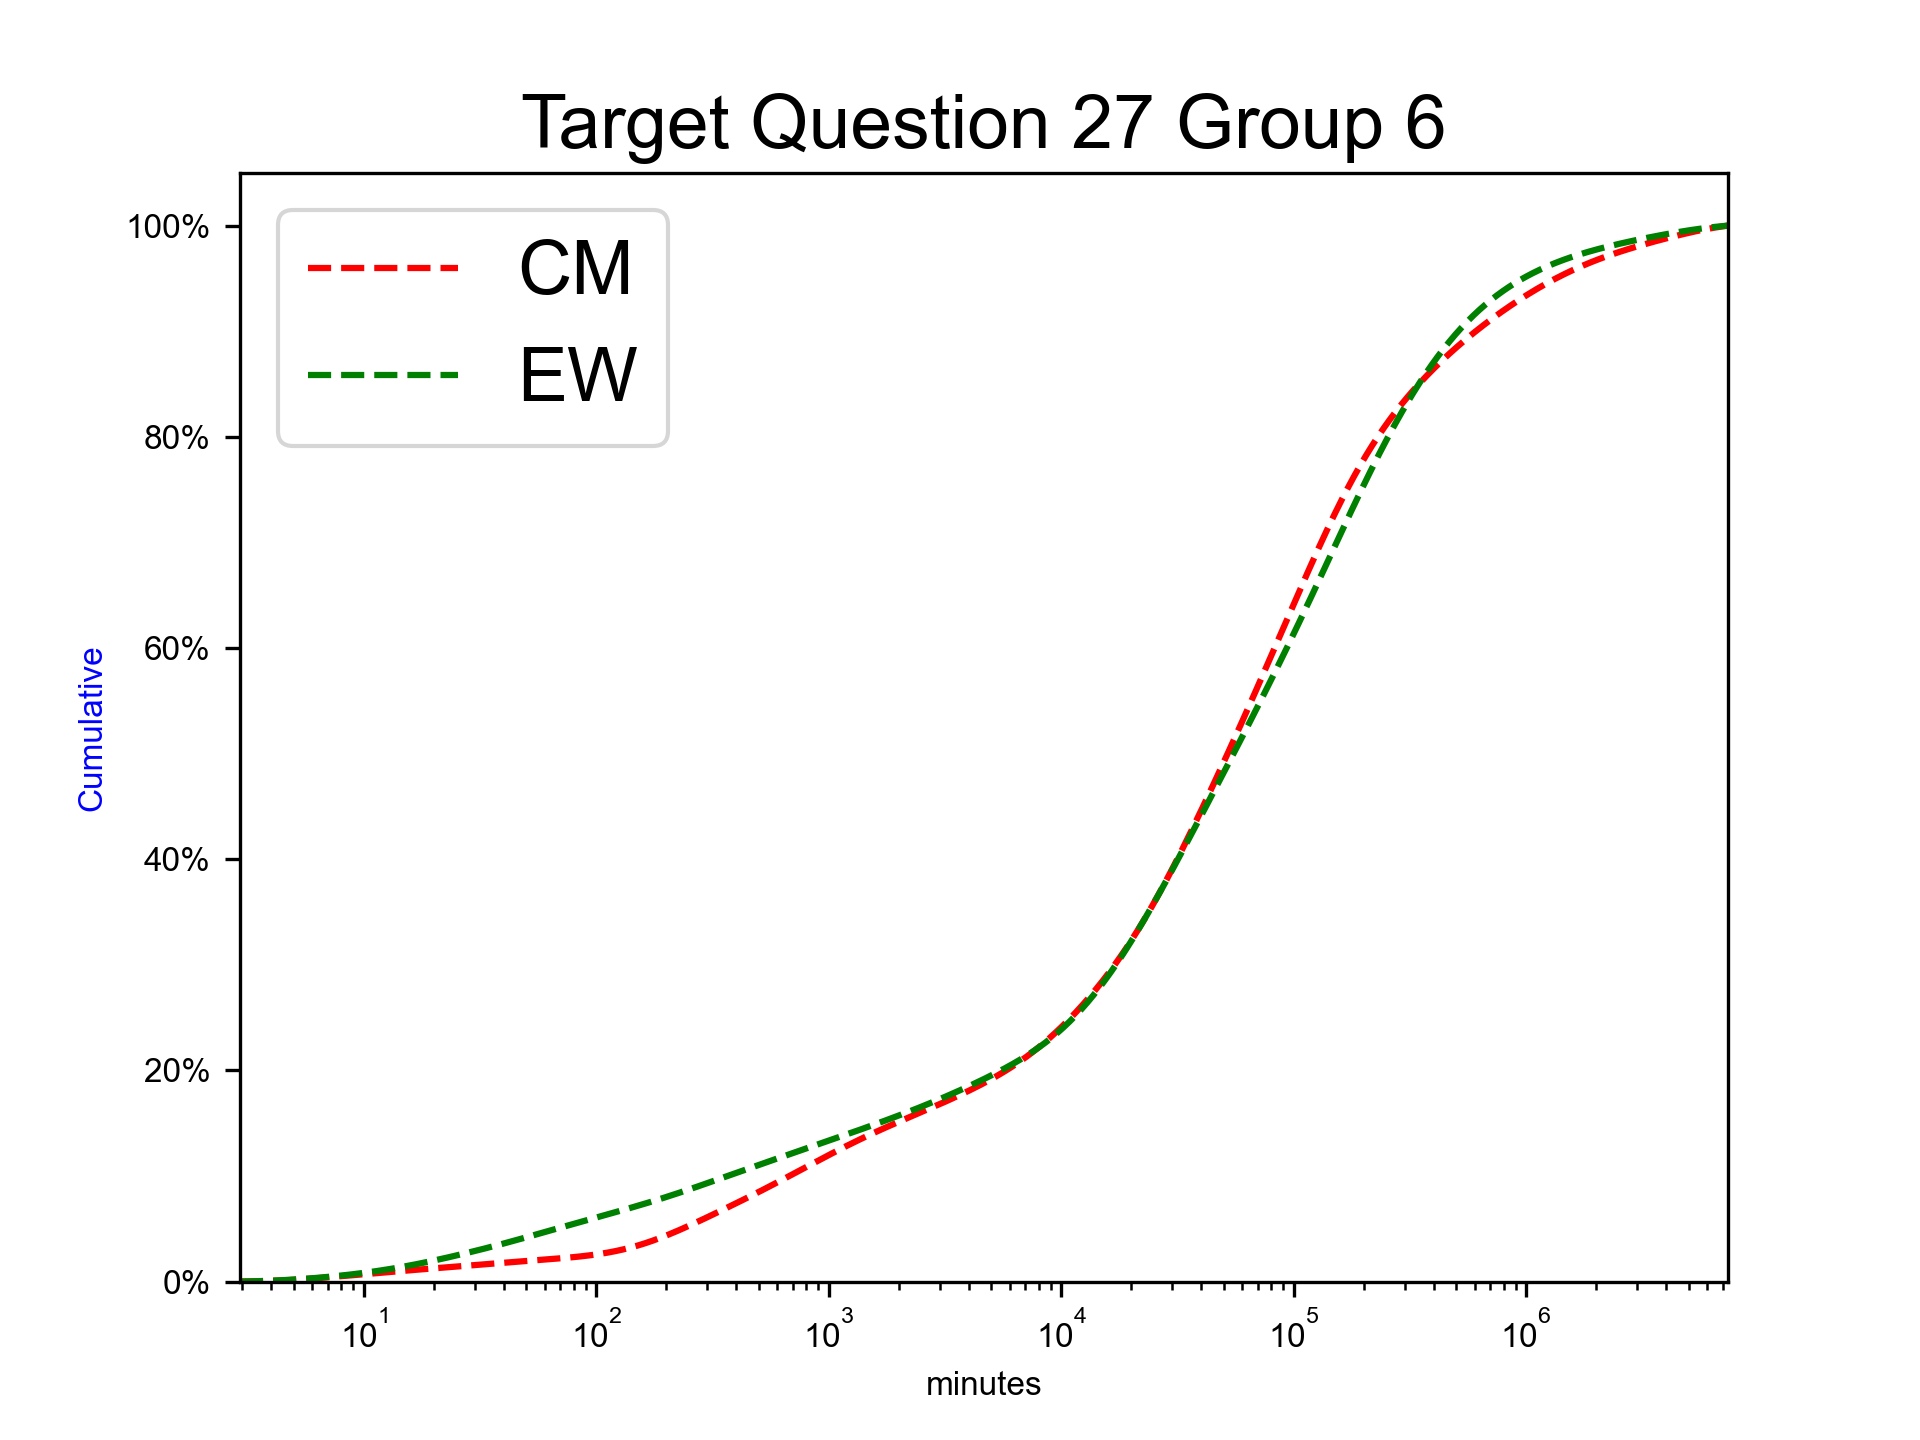 Target Question 27 Group 6
CM
EW
100%
80%
60%
40%
20%
0%
Cumulative
10^1 10^2 10^3 10^4 10^5 10^6
minutes